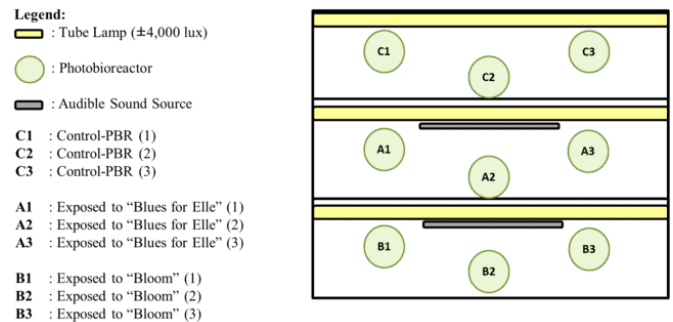 Legend:
: Tube Lamp (±4,000 lux)
: Photobioreactor
: Audible Sound Source
C1 : Control-PBR (1)
C2 : Control-PBR (2)
C3 : Control-PBR (3)
A1 : Exposed to “Blues for Elle” (1)
A2 : Exposed to “Blues for Elle” (2)
A3 : Exposed to “Blues for Elle” (3)
B1 : Exposed to “Bloom” (1)
B2 : Exposed to “Bloom” (2)
B3 : Exposed to “Bloom” (3)
C1
C3
C2
A1
A3
A2
B1
B3
B2